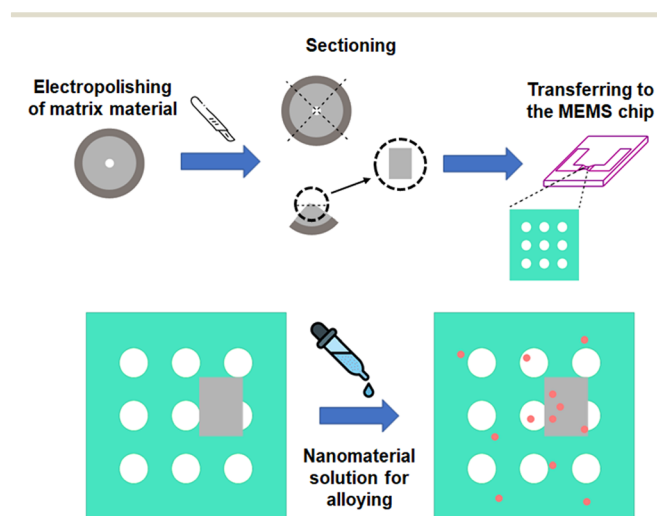 Sectioning
Electropolishing
of matrix material
Transferring to
the MEMS chip
Nanomaterial
solution for
alloying